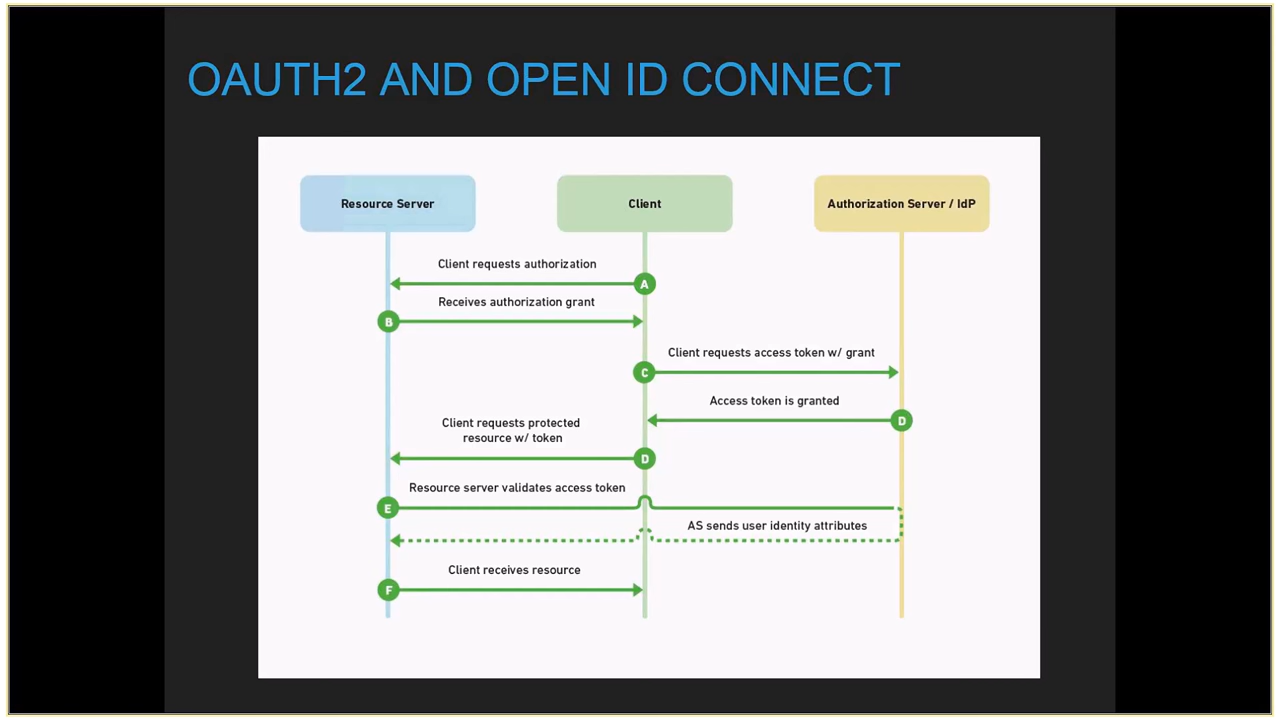 OAUTH2 AND OPEN ID CONNECT
Resource Server
Client
Authorization Server / IdP
Client requests authorization
A
Receives authorization grant
B
Client requests access token w/ grant
C
Access token is granted
D
Client requests protected
resource w/ token
D
Resource server validates access token
E
AS sends user identity attributes
Client receives resource
F